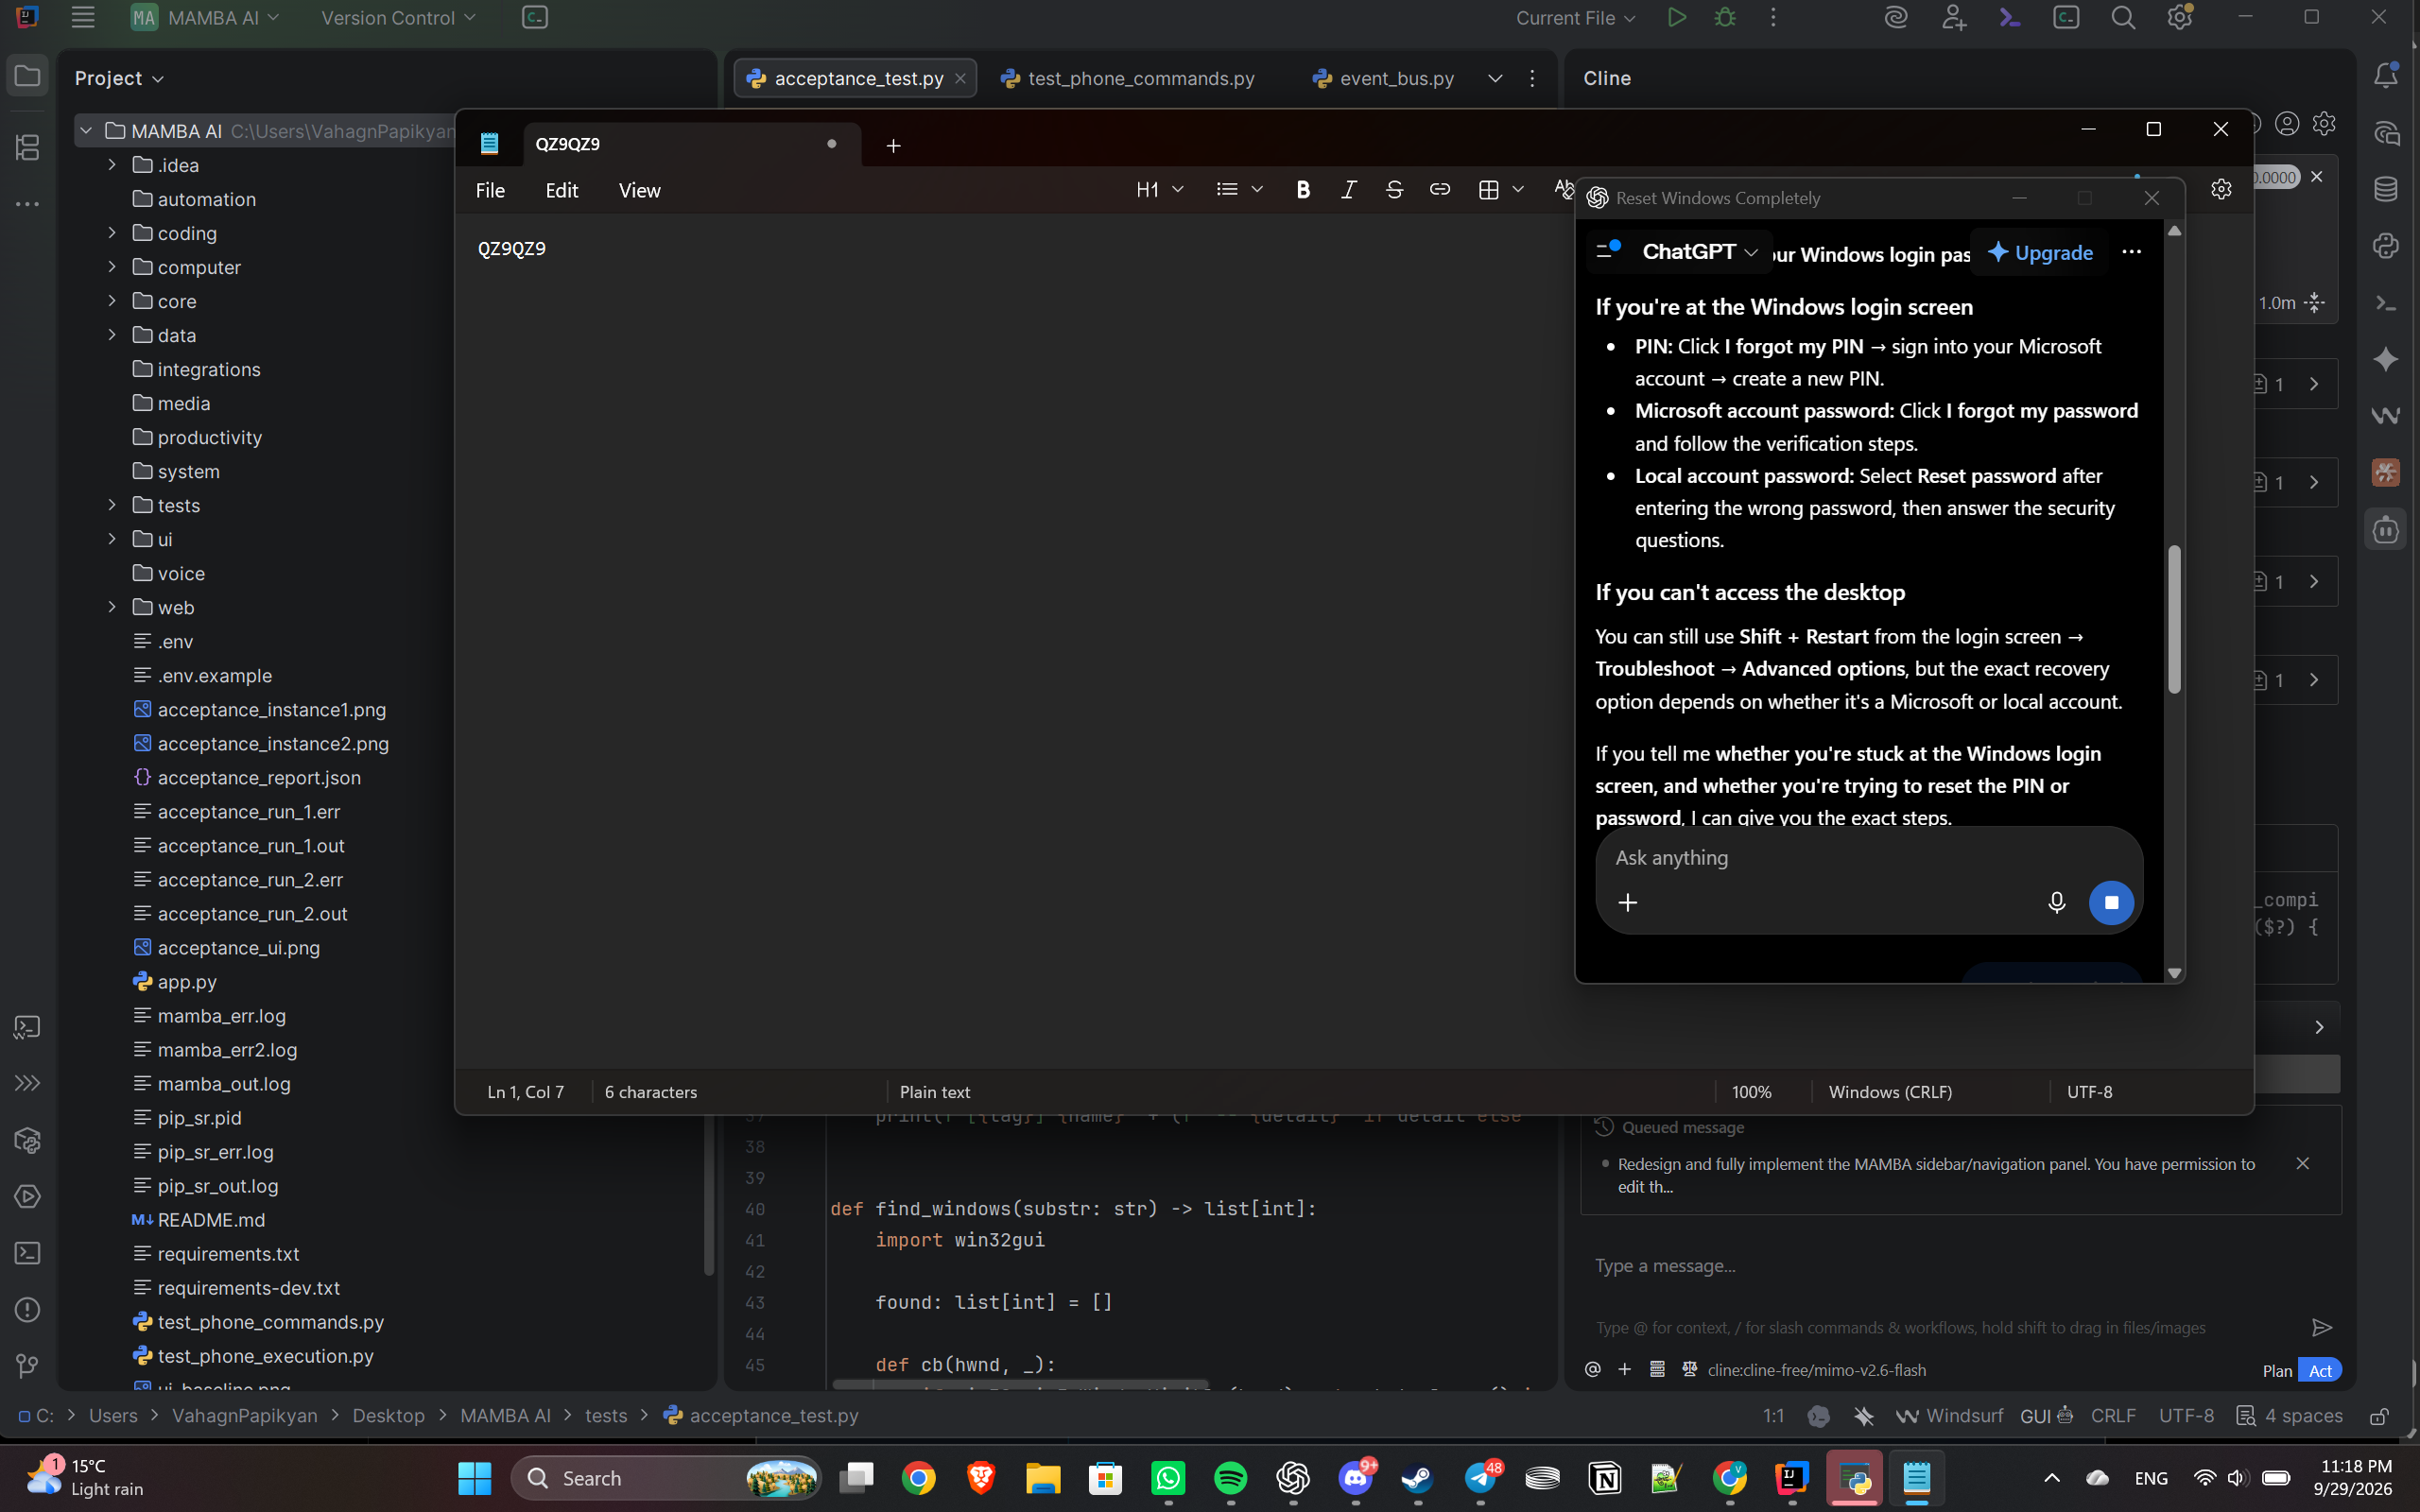 MA MAMBA AI
Version Control
Current File
Project
acceptance_test.py
test_phone_commands.py
event_bus.py
Cline
MAMBA AI C:\Users\VahagnPapikyan
.idea
automation
coding
computer
core
data
integrations
media
productivity
system
tests
ui
voice
web
.env
.env.example
acceptance_instance1.png
acceptance_instance2.png
acceptance_report.json
acceptance_run_1.err
acceptance_run_1.out
acceptance_run_2.err
acceptance_run_2.out
acceptance_ui.png
app.py
mamba_err.log
mamba_err2.log
mamba_out.log
pip_sr.pid
pip_sr_err.log
pip_sr_out.log
README.md
requirements.txt
requirements-dev.txt
test_phone_commands.py
test_phone_execution.py
ui_baseline.png
QZ9QZ9
File Edit View
H1
QZ9QZ9
Ln 1, Col 7
6 characters
Plain text
100%
Windows (CRLF)
UTF-8
Reset Windows Completely
ChatGPT
ur Windows login pas
Upgrade
If you're at the Windows login screen
• PIN: Click I forgot my PIN → sign into your Microsoft
account → create a new PIN.
• Microsoft account password: Click I forgot my password
and follow the verification steps.
• Local account password: Select Reset password after
entering the wrong password, then answer the security
questions.
If you can't access the desktop
You can still use Shift + Restart from the login screen →
Troubleshoot → Advanced options, but the exact recovery
option depends on whether it's a Microsoft or local account.
If you tell me whether you're stuck at the Windows login
screen, and whether you're trying to reset the PIN or
password, I can give you the exact steps.
Ask anything
0.0000
1.0m
1
1
1
1
_compi
($?) {
37
38
39
40 def find_windows(substr: str) -> list[int]:
41 import win32gui
42
43 found: list[int] = []
44
45 def cb(hwnd, _):
Queued message
Redesign and fully implement the MAMBA sidebar/navigation panel. You have permission to
edit th...
Type a message...
Type @ for context, / for slash commands & workflows, hold shift to drag in files/images
cline:cline-free/mimo-v2.6-flash
Plan Act
C: > Users > VahagnPapikyan > Desktop > MAMBA AI > tests > acceptance_test.py
1:1
Windsurf
GUI
CRLF
UTF-8
4 spaces
1
15°C
Light rain
Search
9+
48
ENG
11:18 PM
9/29/2026